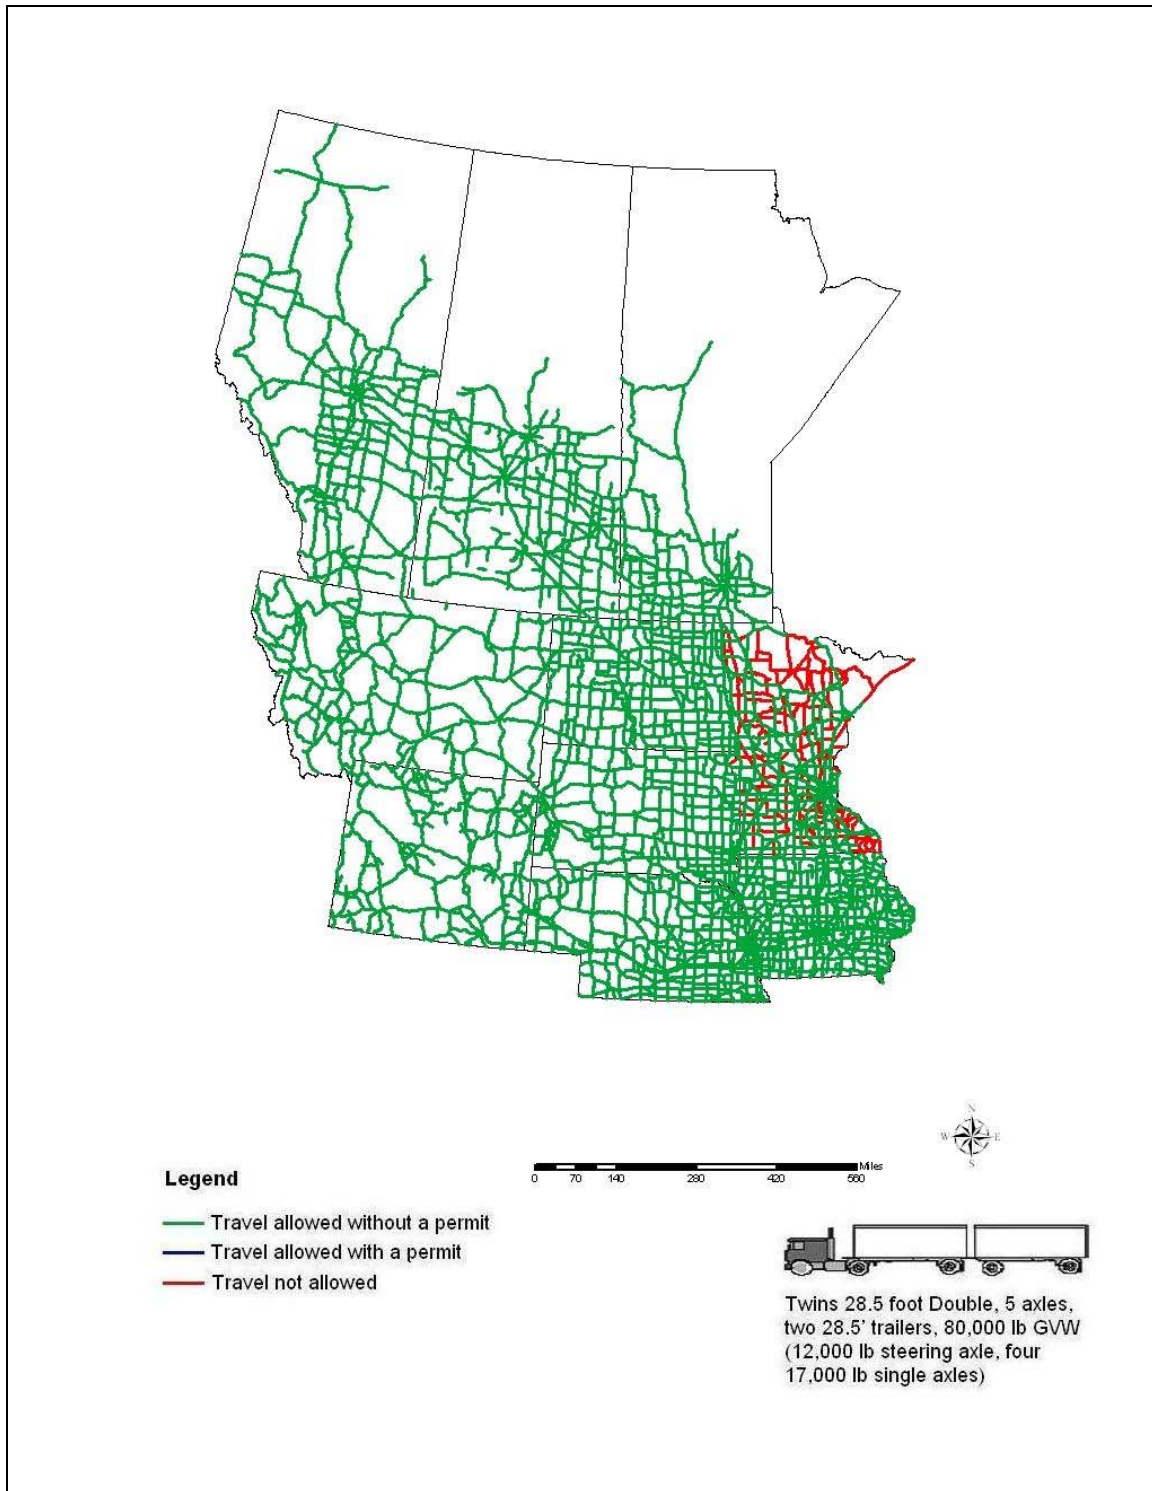 N
W E
S
Miles
0 70 140 280 420 560
Legend
Travel allowed without a permit
Travel allowed with a permit
Travel not allowed
Twins 28.5 foot Double, 5 axles,
two 28.5' trailers, 80,000 lb GVW
(12,000 lb steering axle, four
17,000 lb single axles)